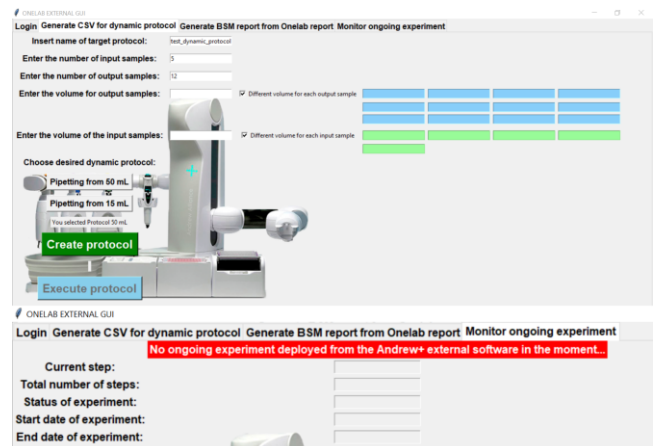 ONELAB EXTERNAL GUI
Login Generate CSV for dynamic protocol Generate BSM report from Onelab report Monitor ongoing experiment
Insert name of target protocol: test_dynamic_protocol
Enter the number of input samples: 5
Enter the number of output samples: 12
Enter the volume for output samples: Different volume for each output sample
Enter the volume of the input samples: Different volume for each input sample
Choose desired dynamic protocol:
Pipetting from 50 mL
Pipetting from 15 mL
You selected Protocol 50 mL
Create protocol
Execute protocol
ONELAB EXTERNAL GUI
Login Generate CSV for dynamic protocol Generate BSM report from Onelab report Monitor ongoing experiment
No ongoing experiment deployed from the Andrew+ external software in the moment...
Current step:
Total number of steps:
Status of experiment:
Start date of experiment:
End date of experiment: